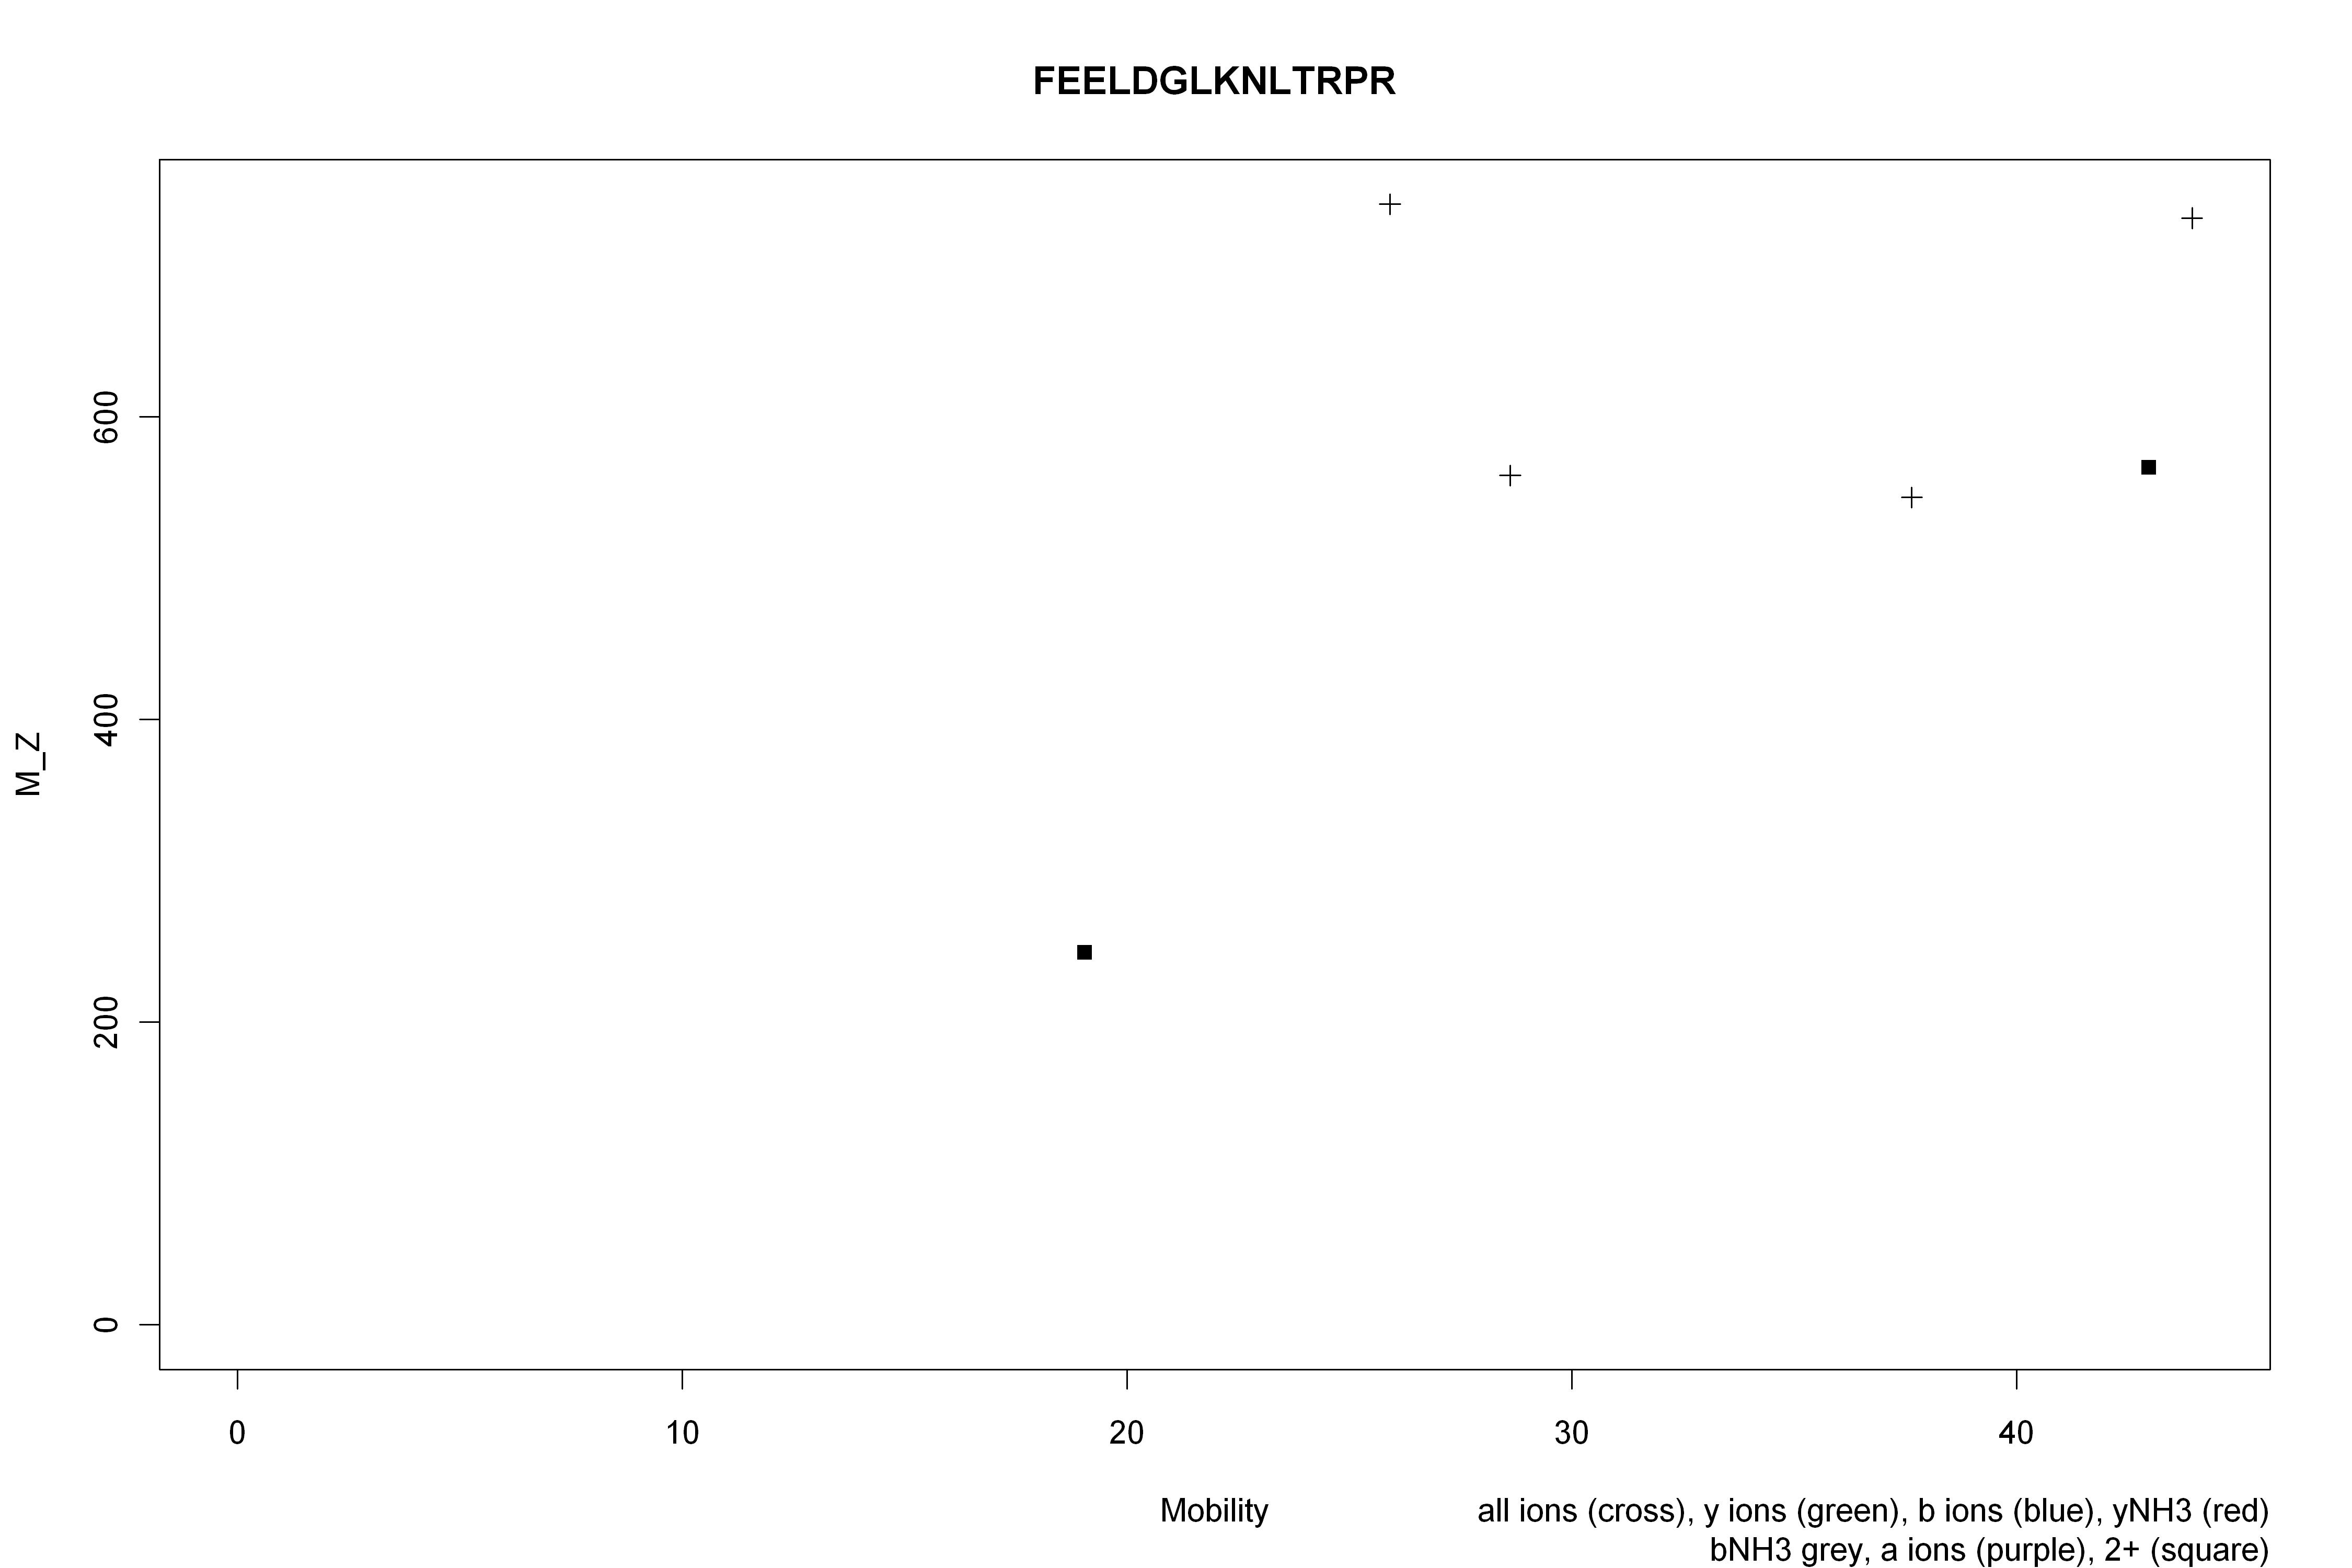 FEELDGLKNLTRPR
M_Z
600
400
200
0
0 10 20 30 40
Mobility
all ions (cross), y ions (green), b ions (blue), yNH3 (red)
bNH3 grey, a ions (purple), 2+ (square)